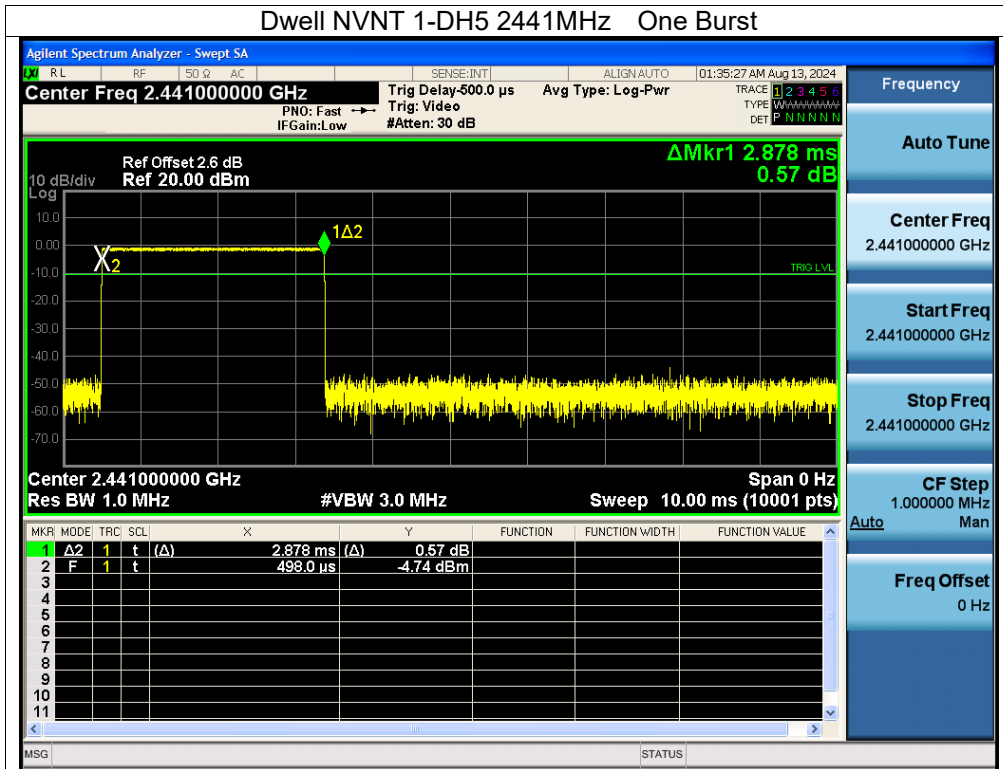 Dwell NVNT 1-DH5 2441MHz One Burst
Agilent Spectrum Analyzer - Swept SA
LXI RL RF 50 Ω AC SENSE:INT ALIGN AUTO 01:35:27 AM Aug 13, 2024
Center Freq 2.441000000 GHz Trig Delay-500.0 µs Avg Type: Log-Pwr TRACE 1 2 3 4 5 6
PNO: Fast Trig: Video TYPE WWWWWW
IFGain:Low #Atten: 30 dB DET P N N N N N
ΔMkr1 2.878 ms
0.57 dB
Ref Offset 2.6 dB
10 dB/div Ref 20.00 dBm
Log
10.0
0.00
-10.0
-20.0
-30.0
-40.0
-50.0
-60.0
-70.0
1Δ2
2
TRIG LVL
Center 2.441000000 GHz Span 0 Hz
Res BW 1.0 MHz #VBW 3.0 MHz Sweep 10.00 ms (10001 pts)
MKR MODE TRC SCL X Y FUNCTION FUNCTION WIDTH FUNCTION VALUE
1 Δ2 1 t (Δ) 2.878 ms (Δ) 0.57 dB
2 F 1 t 498.0 µs -4.74 dBm
3
4
5
6
7
8
9
10
11
MSG STATUS
Frequency
Auto Tune
Center Freq
2.441000000 GHz
Start Freq
2.441000000 GHz
Stop Freq
2.441000000 GHz
CF Step
1.000000 MHz
Auto Man
Freq Offset
0 Hz